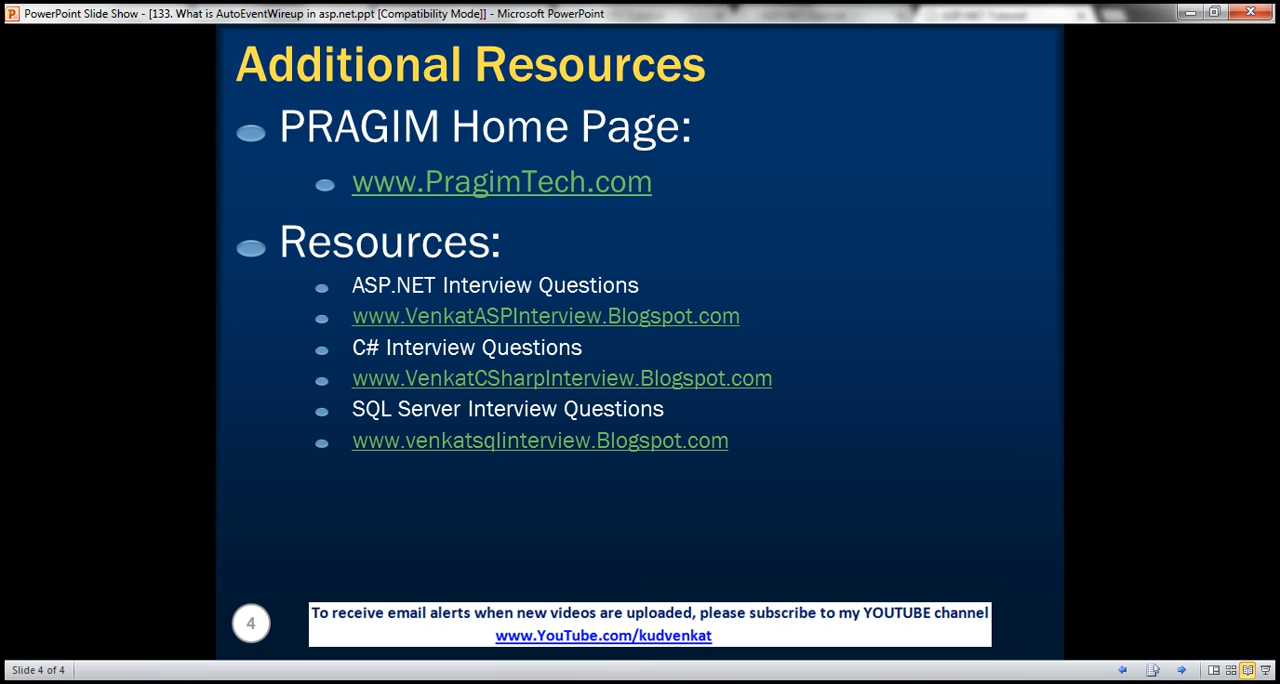 PowerPoint Slide Show - [133. What is AutoEventWireup in asp.net.ppt [Compatibility Mode]] - Microsoft PowerPoint
Additional Resources
PRAGIM Home Page:
www.PragimTech.com
Resources:
ASP.NET Interview Questions
www.VenkatASPInterview.Blogspot.com
C# Interview Questions
www.VenkatCSharpInterview.Blogspot.com
SQL Server Interview Questions
www.venkatsqlinterview.Blogspot.com
4
To receive email alerts when new videos are uploaded, please subscribe to my YOUTUBE channel
www.YouTube.com/kudvenkat
Slide 4 of 4